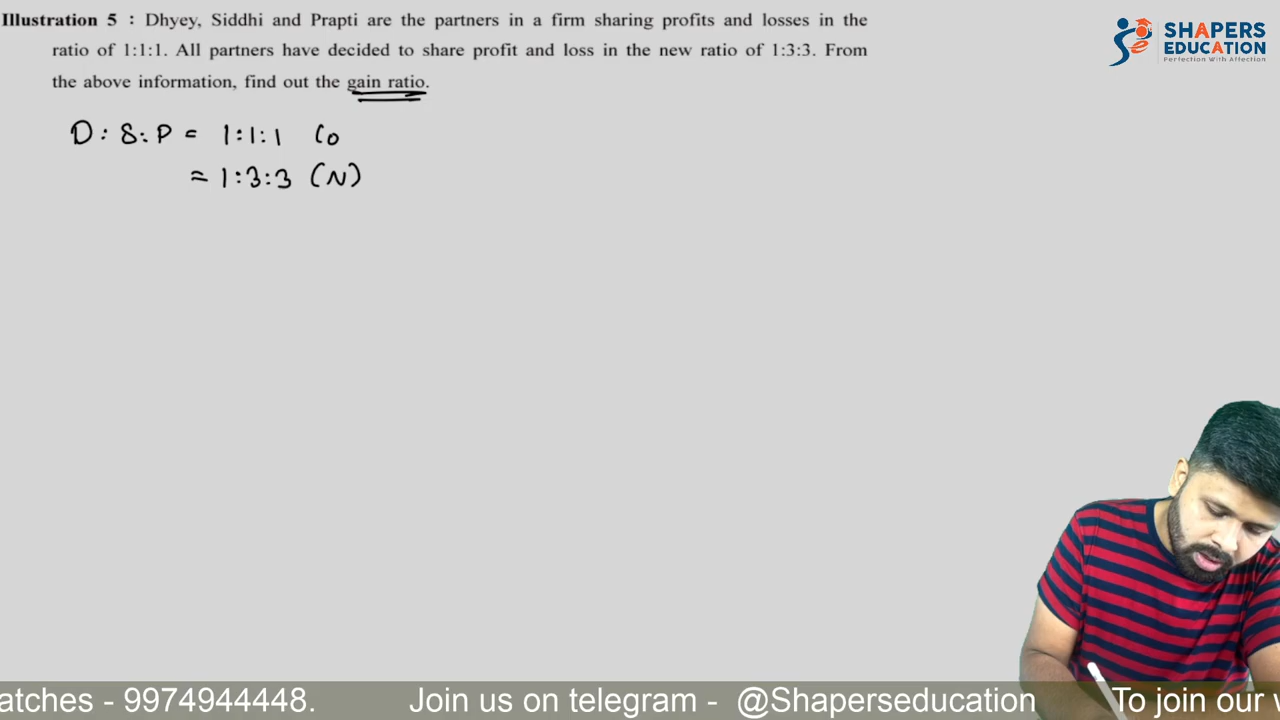 Illustration 5 : Dhyey, Siddhi and Prapti are the partners in a firm sharing profits and losses in the
ratio of 1:1:1. All partners have decided to share profit and loss in the new ratio of 1:3:3. From
the above information, find out the gain ratio.
SHAPERS
EDUCATION
Perfection With Affection
D : S : P = 1:1:1 (o
= 1:3:3 (N)
atches - 9974944448. Join us on telegram - @Shaperseducation To join our w